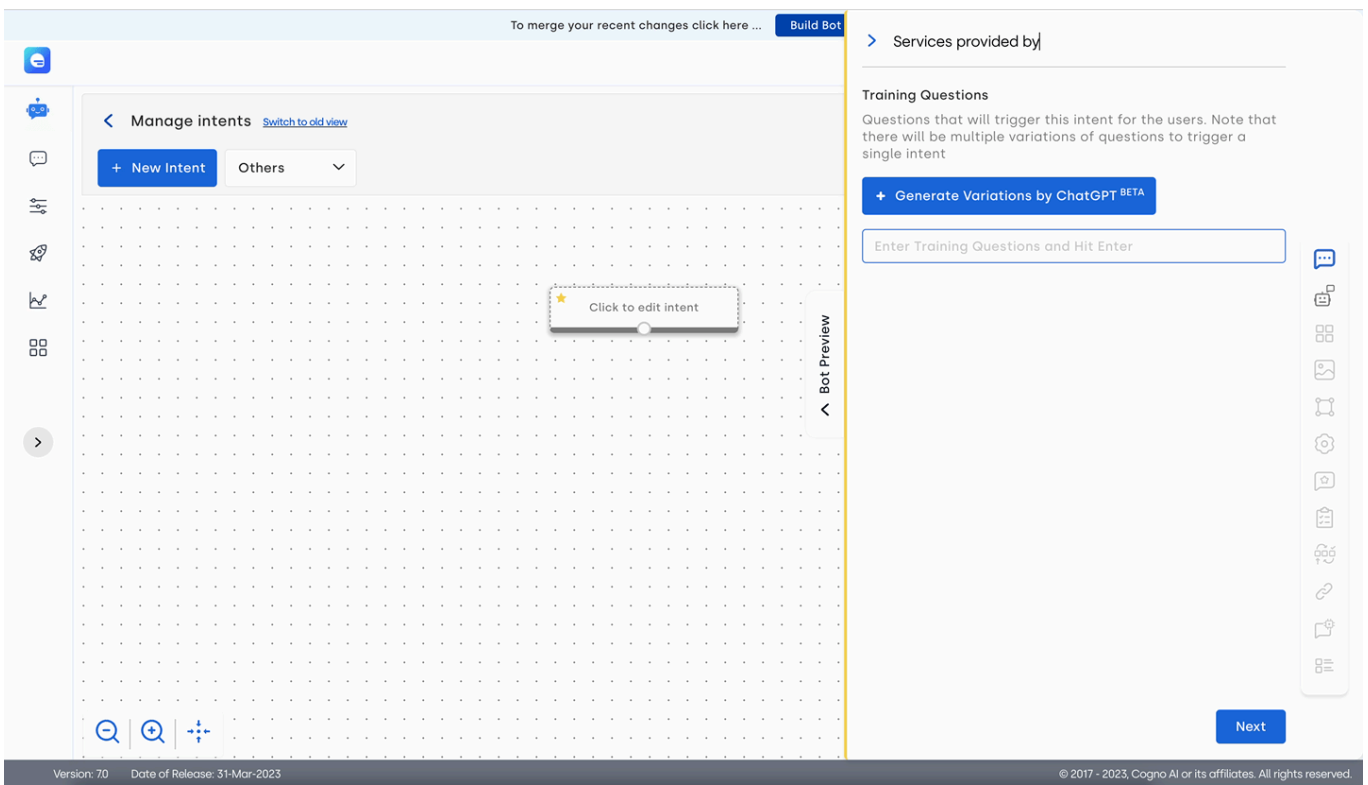 To merge your recent changes click here ... Build Bot
Manage intents Switch to old view
+ New Intent Others
Click to edit intent
Bot Preview
Services provided by
Training Questions
Questions that will trigger this intent for the users. Note that
there will be multiple variations of questions to trigger a
single intent
+ Generate Variations by ChatGPT BETA
Enter Training Questions and Hit Enter
Next
Version: 7.0 Date of Release: 31-Mar-2023
© 2017 - 2023, Cogno AI or its affiliates. All rights reserved.